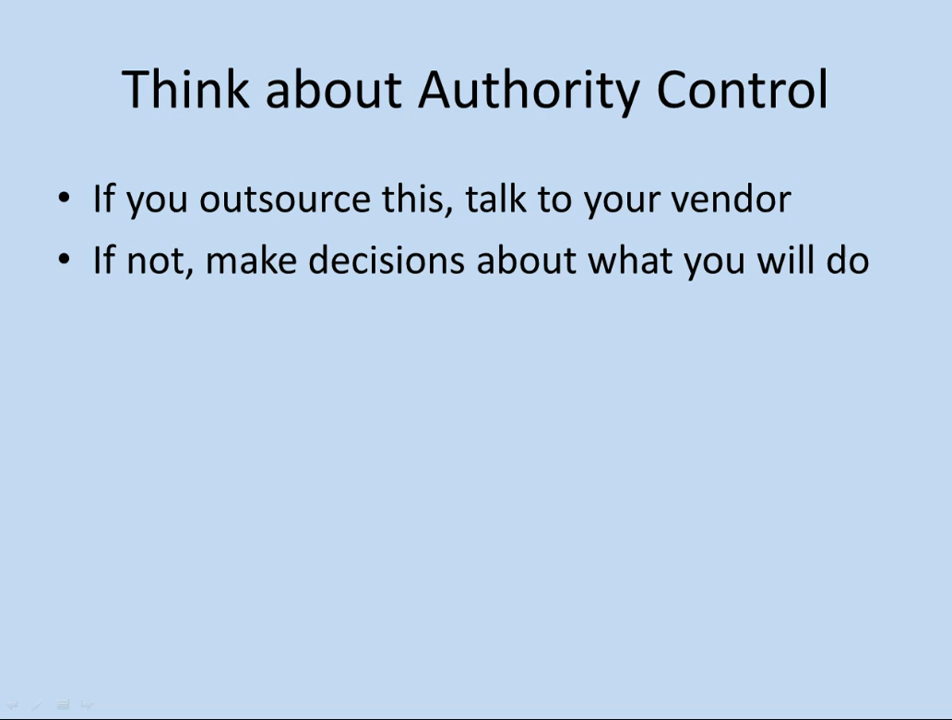 Think about Authority Control
• If you outsource this, talk to your vendor
• If not, make decisions about what you will do